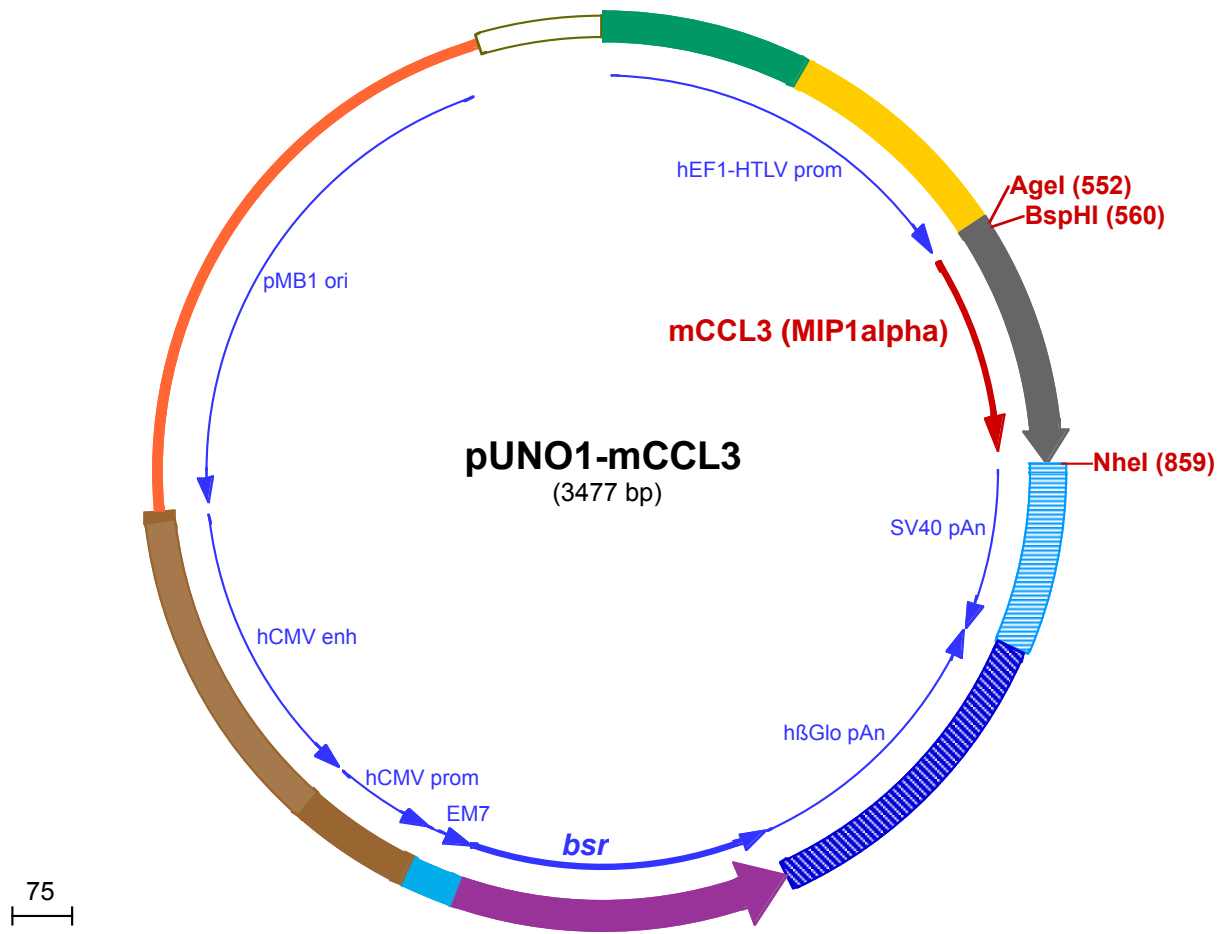 hEF1-HTLV prom
AgeI (552)
BspHI (560)
pMB1 ori
mCCL3 (MIP1alpha)
pUNO1-mCCL3
(3477 bp)
NheI (859)
SV40 pAn
hCMV enh
hßGlo pAn
hCMV prom
EM7
bsr
75